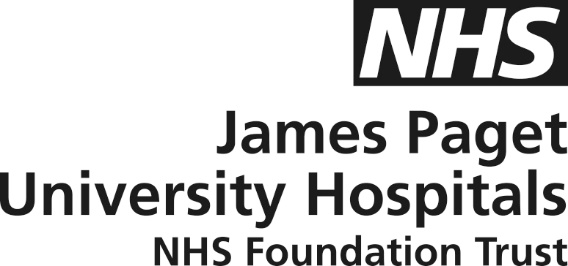 NHS
James Paget
University Hospitals
NHS Foundation Trust